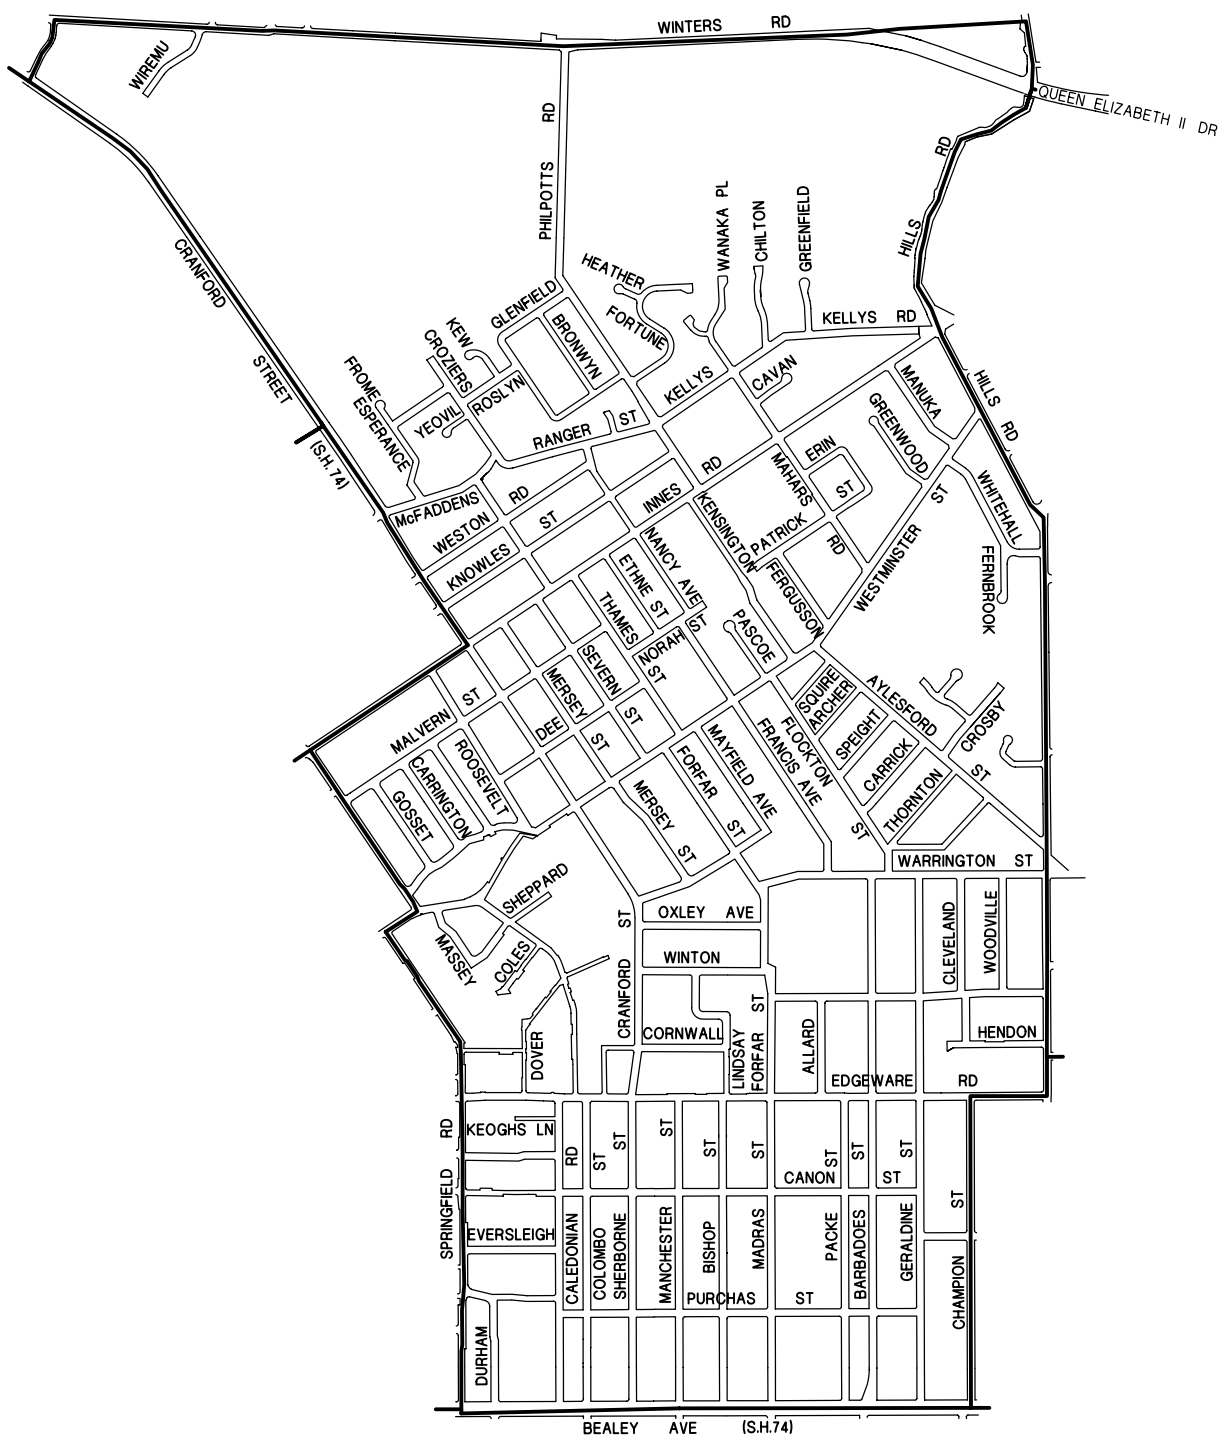 WINTERS RD
WIREMU
QUEEN ELIZABETH II DR
PHILPOTTS RD
HILLS RD
CRANFORD STREET
(S.H. 74)
HEATHER
FORTUNE
WANAKA PL
CHILTON
GREENFIELD
KELLYS RD
GLENFIELD
BRONWYN
KEW
CROZIERS
ROSLYN
FROME
ESPERANCE
YEOVIL
RANGER ST
KELLYS
CAVAN
MANUKA
HILLS RD
GREENWOOD
ERIN
ST
MAHARS
RD
McFADDENS
RD
WESTON
KNOWLES
ST
INNES
RD
KENSINGTON
PATRICK
WHITEHALL
WESTMINSTER
ST
FERNBROOK
NANCY AVE
ETHNE ST
THAMES
ST
FERGUSSON
PASCOE
NORAH ST
SEVERN
ST
MERSEY
ST
DEE
MALVERN ST
ROOSEVELT
CARRINGTON
GOSSET
SQUIRE
ARCHER
AYLESFORD
ST
SPEIGHT
CARRICK
THORNTON
CROSBY
FLOCKTON
ST
FRANCIS AVE
MAYFIELD AVE
FORFAR
ST
MERSEY
ST
WARRINGTON ST
SHEPPARD
MASSEY
COLES
OXLEY AVE
WINTON
CRANFORD ST
CORNWALL
LINDSAY
FORFAR ST
ALLARD
CLEVELAND
WOODVILLE
HENDON
DOVER
EDGEWARE RD
KEOGHS LN
SPRINGFIELD RD
EVERSLEIGH
CALEDONIAN RD
COLOMBO ST
SHERBORNE ST
MANCHESTER ST
BISHOP ST
MADRAS ST
CANON ST
PACKE ST
BARBADOES ST
GERALDINE ST
CHAMPION ST
PURCHAS ST
DURHAM
BEALEY AVE (S.H.74)